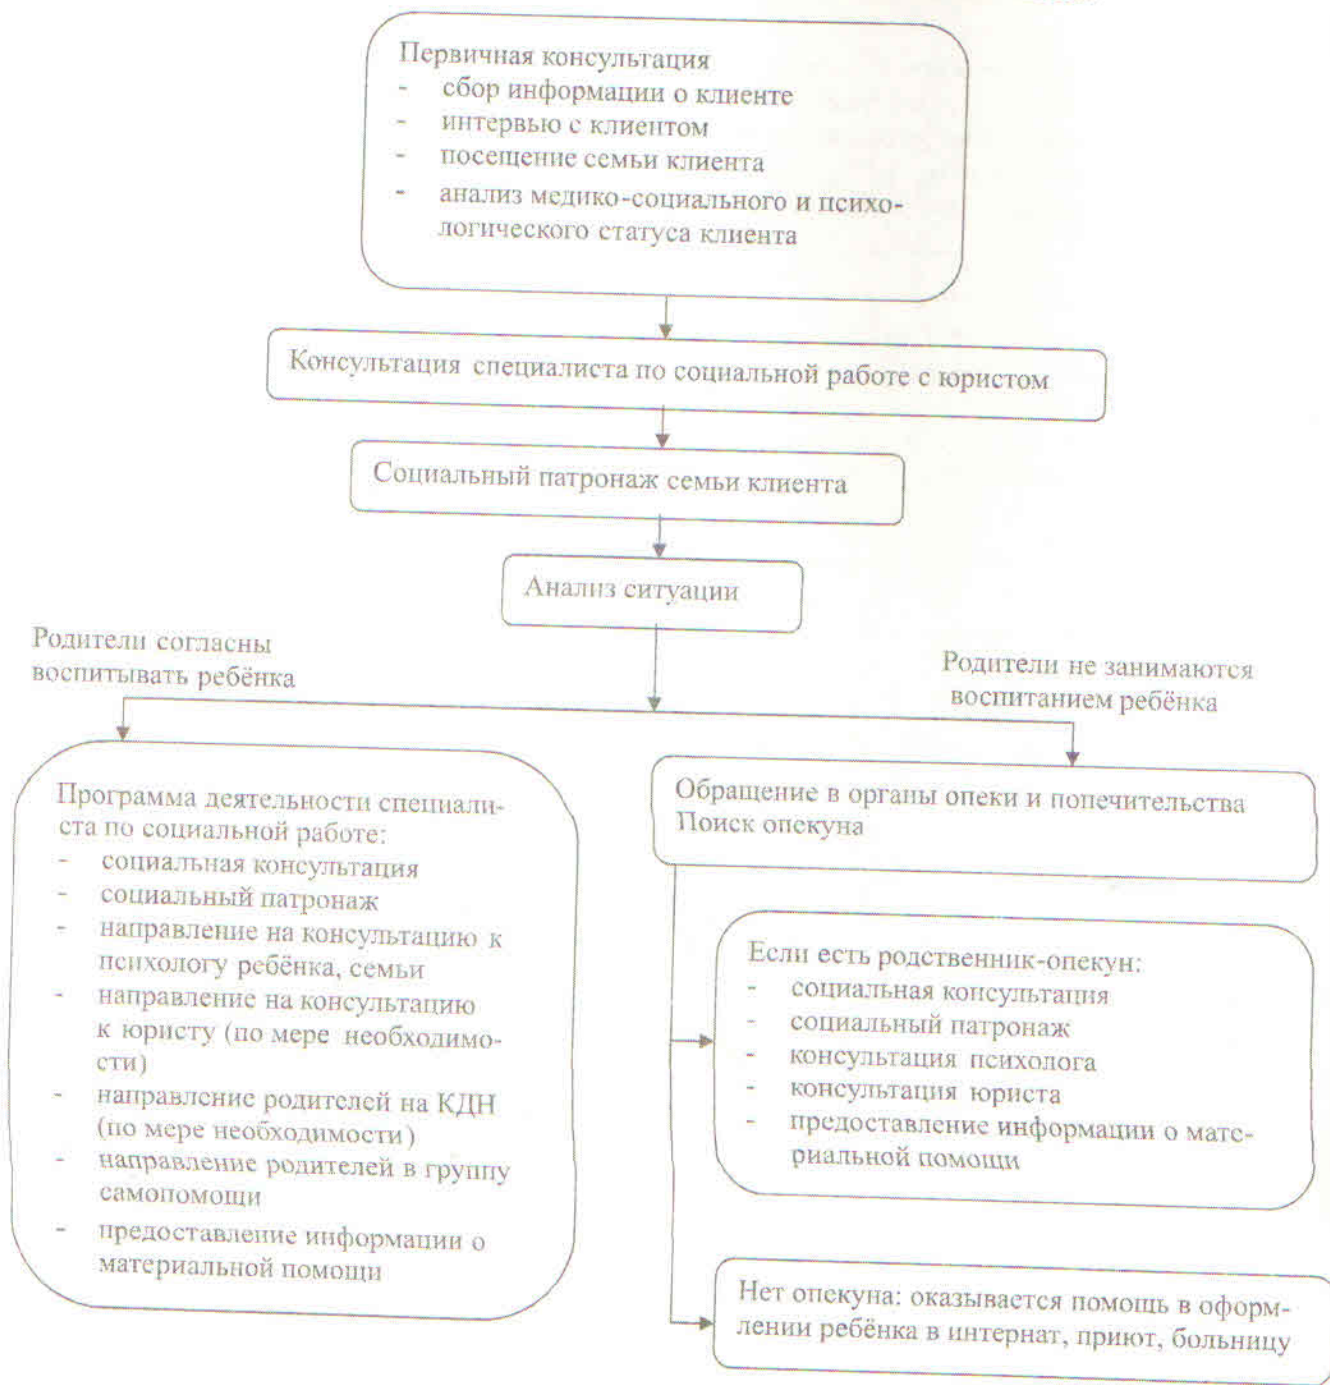 Первичная консультация
- сбор информации о клиенте
- интервью с клиентом
- посещение семьи клиента
- анализ медико-социального и психо-
логического статуса клиента
Консультация специалиста по социальной работе с юристом
Социальный патронаж семьи клиента
Анализ ситуации
Родители согласны
воспитывать ребёнка
Родители не занимаются
воспитанием ребёнка
Программа деятельности специали-
ста по социальной работе:
- социальная консультация
- социальный патронаж
- направление на консультацию к
психологу ребёнка, семьи
- направление на консультацию
к юристу (по мере необходимо-
сти)
- направление родителей на КДН
(по мере необходимости)
- направление родителей в группу
самопомощи
- предоставление информации о
материальной помощи
Обращение в органы опеки и попечительства
Поиск опекуна
Если есть родственник-опекун:
- социальная консультация
- социальный патронаж
- консультация психолога
- консультация юриста
- предоставление информации о мате-
риальной помощи
Нет опекуна: оказывается помощь в оформ-
лении ребёнка в интернат, приют, больницу